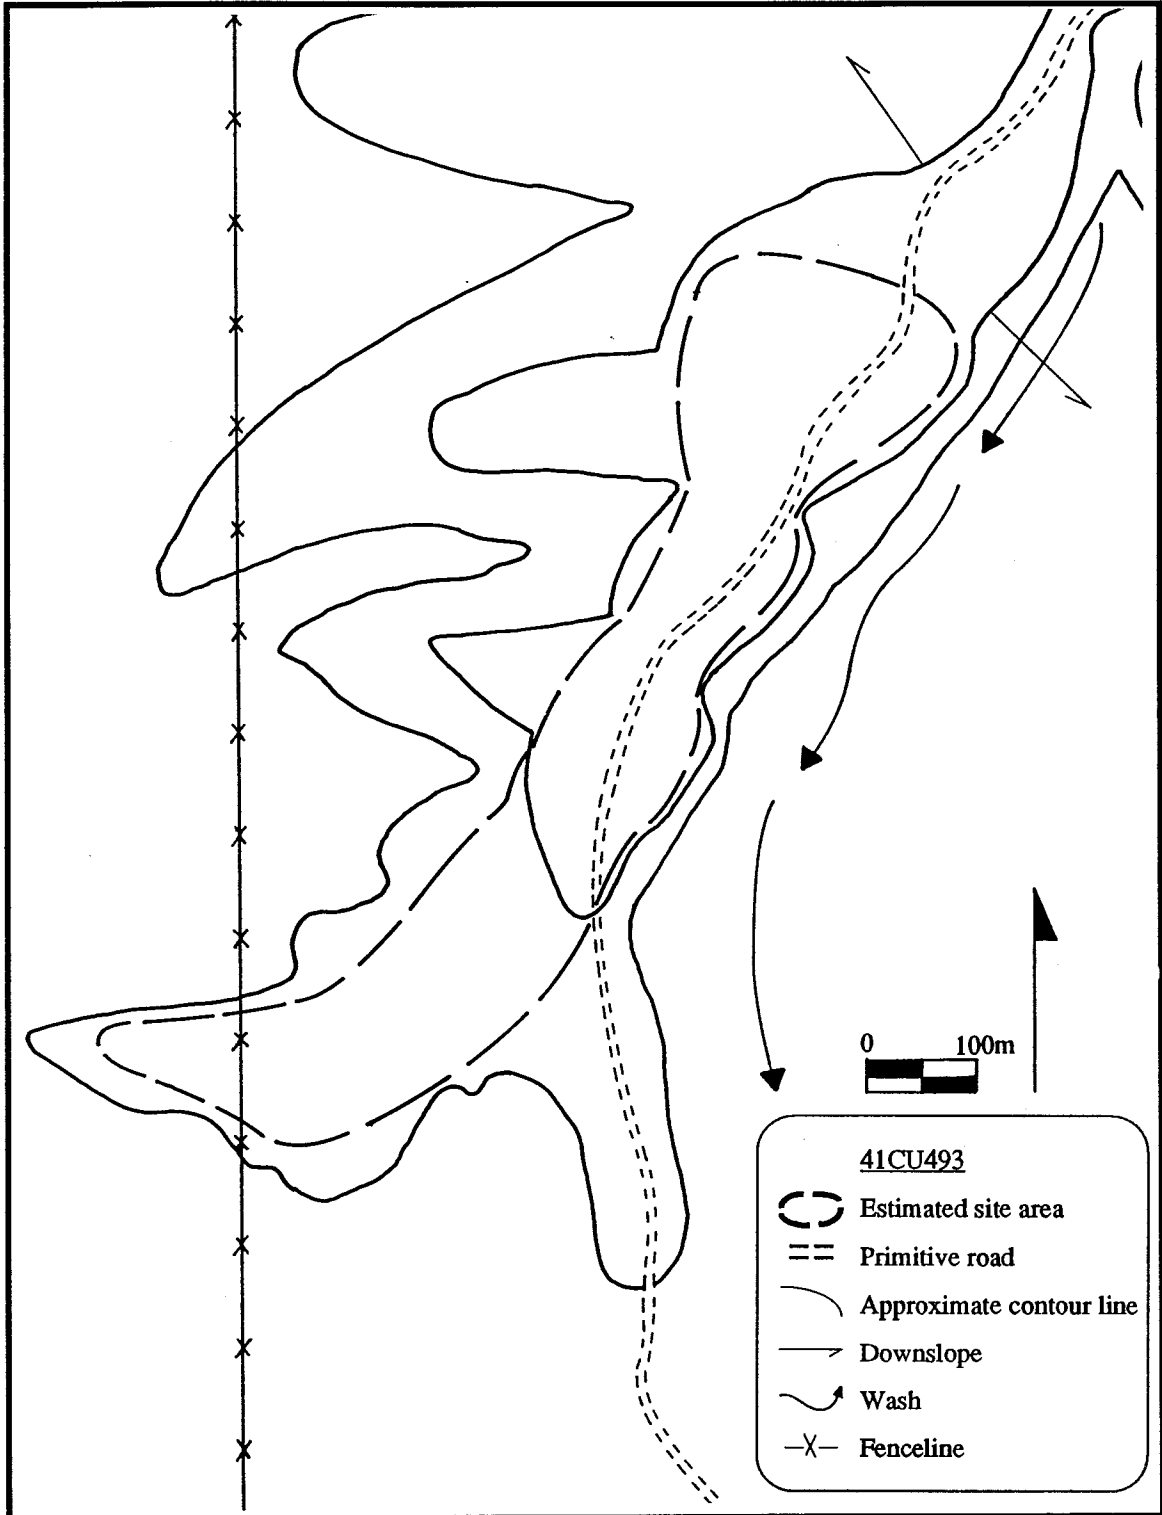 0 100m
41CU493
Estimated site area
Primitive road
Approximate contour line
Downslope
Wash
Fenceline